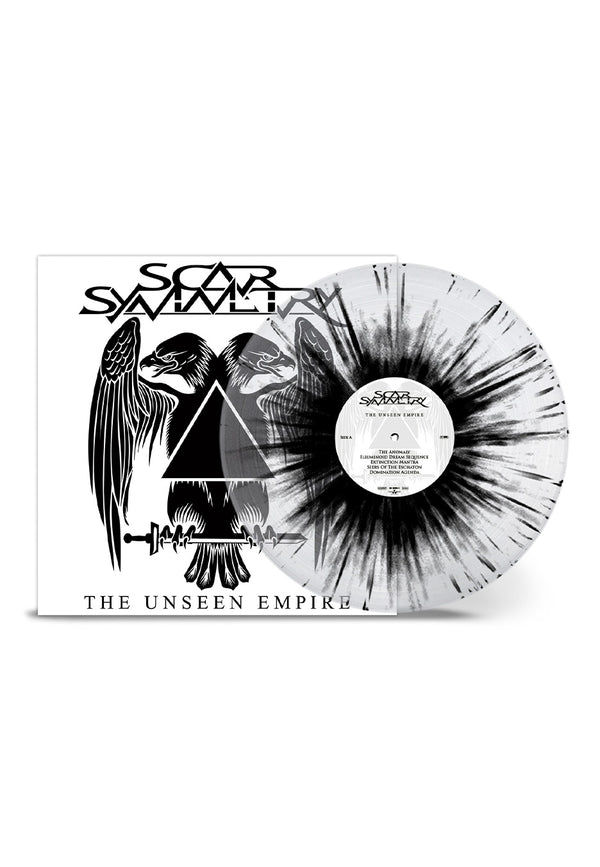 SCAR
SYMMETRY
THE UNSEEN EMPIRE
SCAR
SYMMETRY
THE UNSEEN EMPIRE
SIDE A
THE ANOMALY
ILLUMINOID DREAM SEQUENCE
EXTINCTION MANTRA
SEERS OF THE ESCHATON
DOMINATION AGENDA